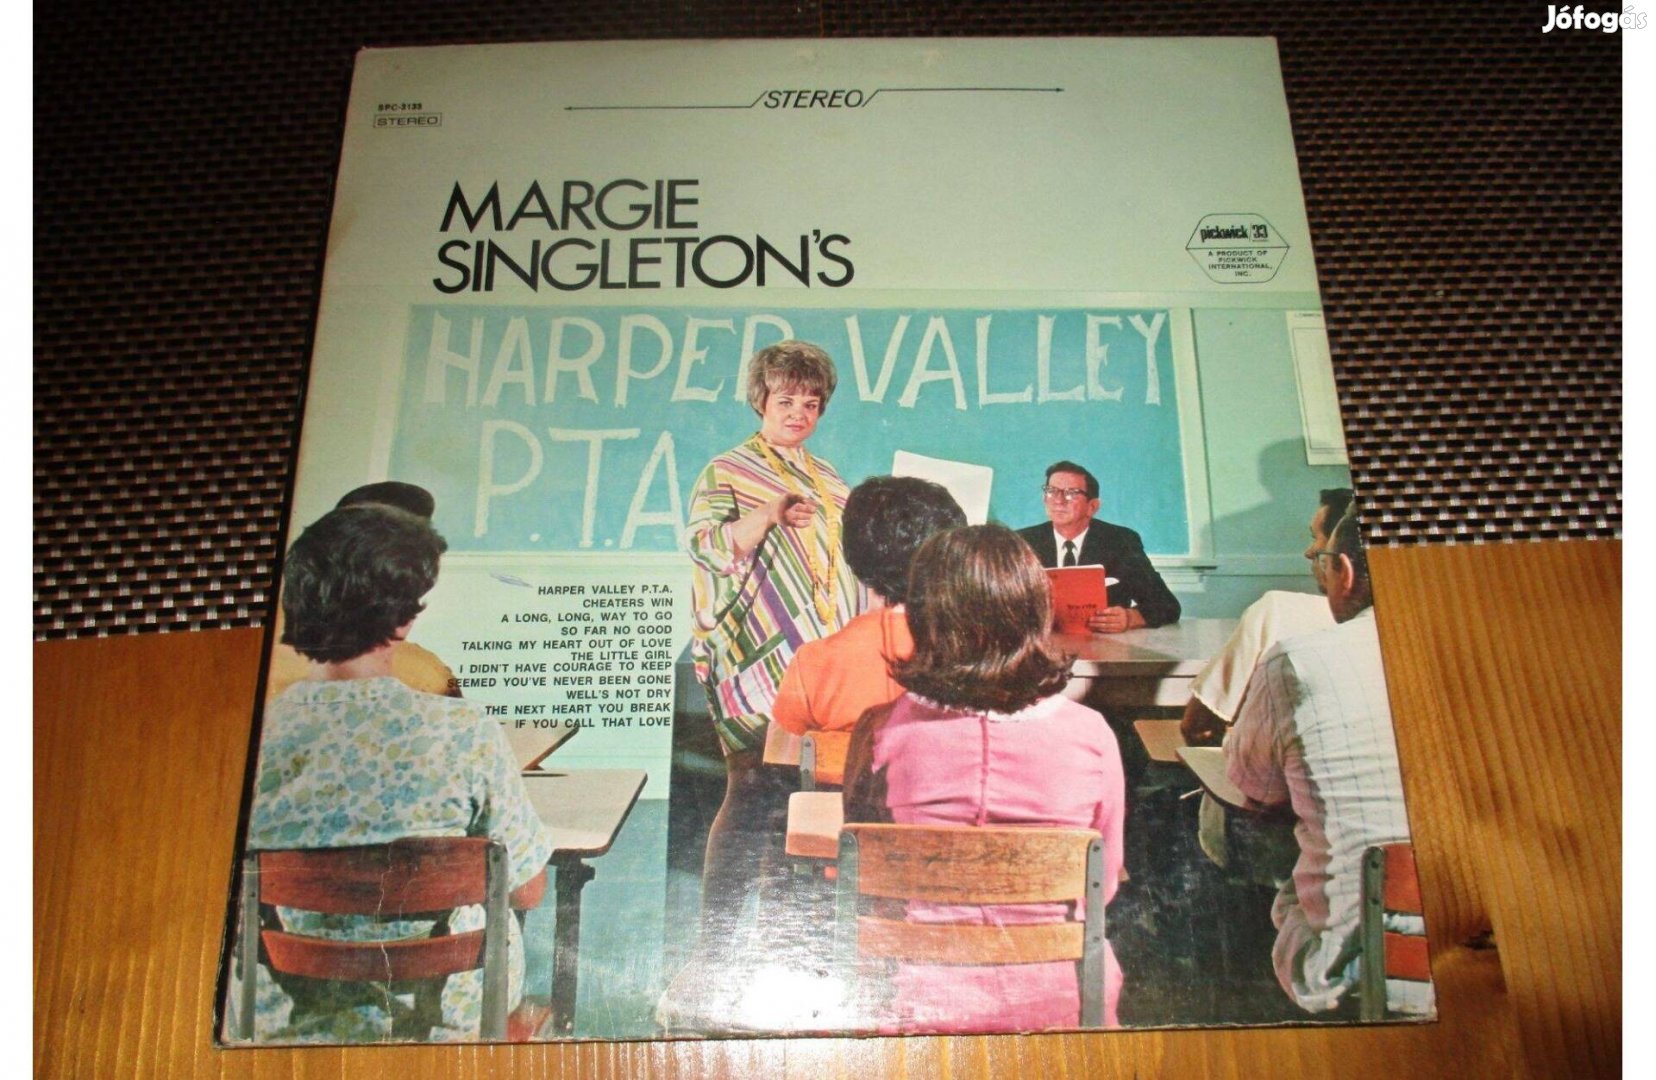 Jófogás
STEREO
SPC-3133
STEREO
MARGIE
SINGLETON'S
pickwick/33
A PRODUCT OF
PICKWICK
INTERNATIONAL,
INC.
HARPER VALLEY
P.T.A.
HARPER VALLEY P.T.A.
CHEATERS WIN
A LONG, LONG, WAY TO GO
SO FAR NO GOOD
TALKING MY HEART OUT OF LOVE
THE LITTLE GIRL
I DIDN'T HAVE COURAGE TO KEEP
SEEMED YOU'VE NEVER BEEN GONE
WELL'S NOT DRY
THE NEXT HEART YOU BREAK
IF YOU CALL THAT LOVE